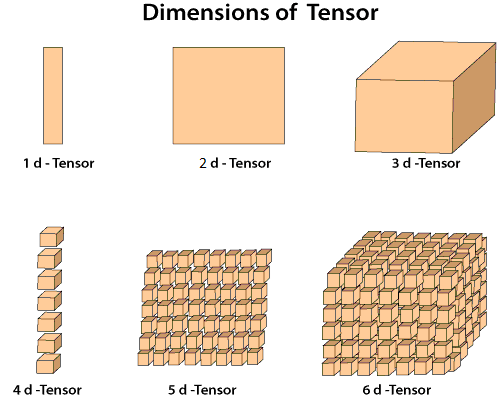 Dimensions of Tensor
1 d - Tensor
2 d - Tensor
3 d -Tensor
4 d -Tensor
5 d -Tensor
6 d -Tensor